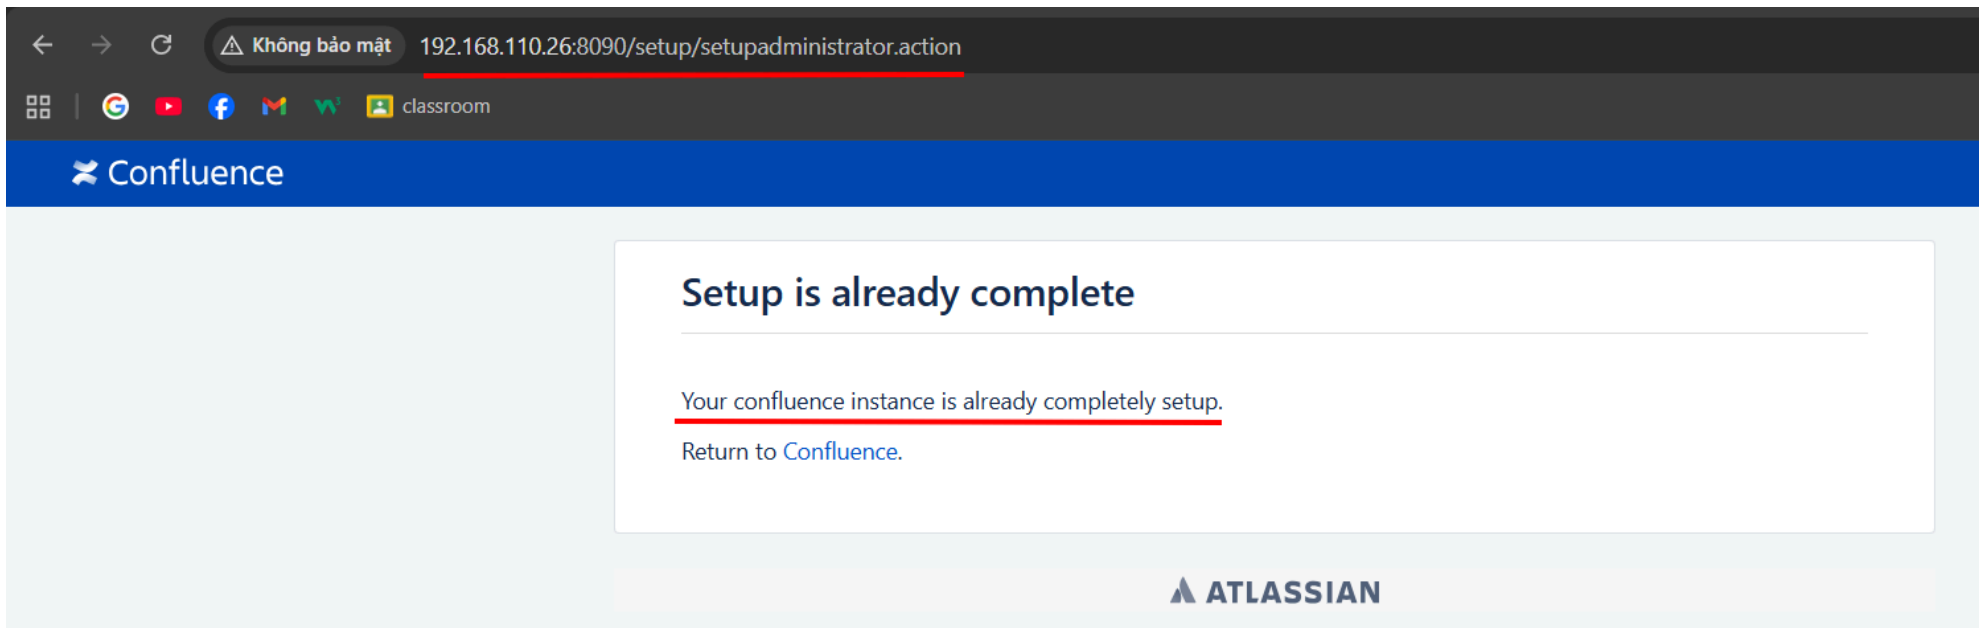 Không bảo mật 192.168.110.26:8090/setup/setupadministrator.action
classroom
Confluence
Setup is already complete
Your confluence instance is already completely setup.
Return to Confluence.
ATLASSIAN